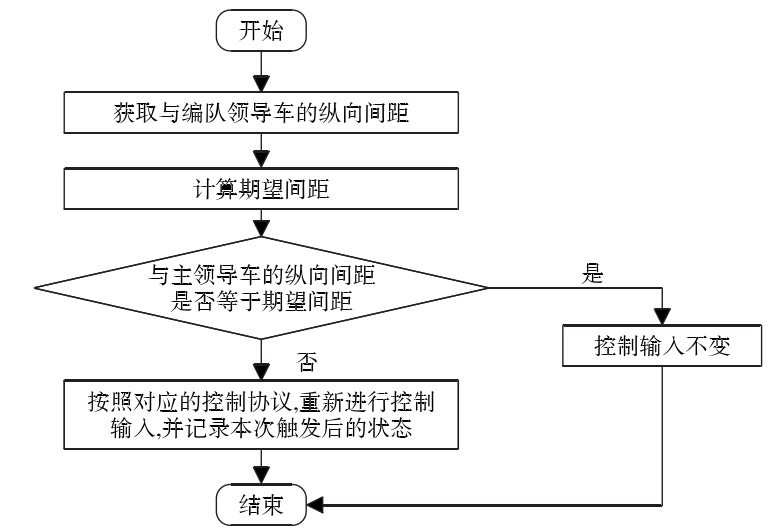 开始
获取与编队领导车的纵向间距
计算期望间距
与主领导车的纵向间距
是否等于期望间距
是
控制输入不变
否
按照对应的控制协议,重新进行控制
输入,并记录本次触发后的状态
结束